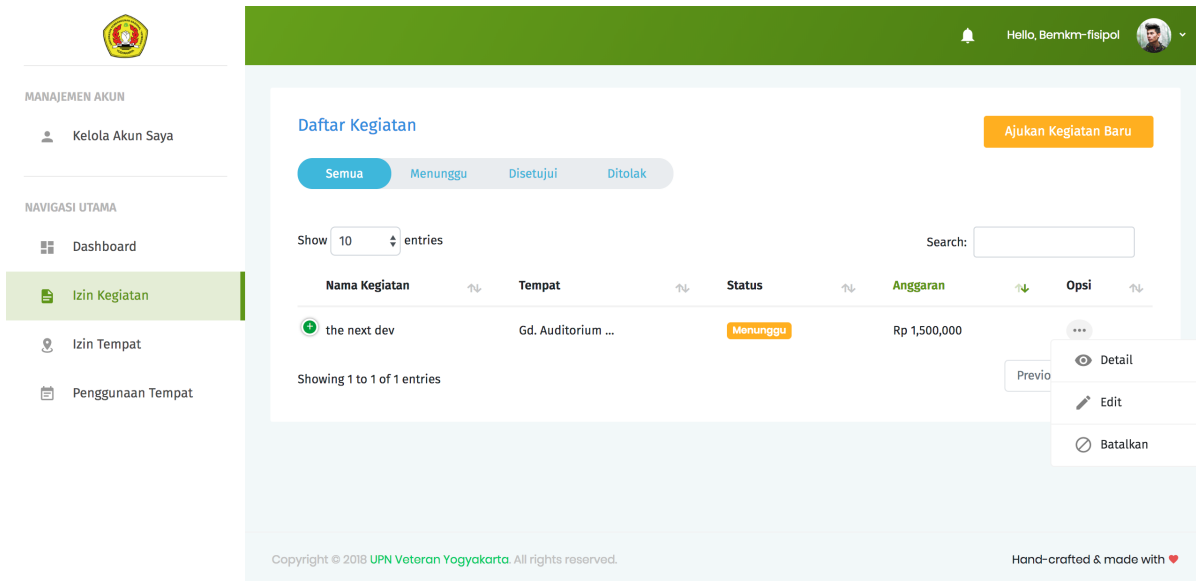 Hello, Bemkm-fisipol
MANAJEMEN AKUN
Kelola Akun Saya
NAVIGASI UTAMA
Dashboard
Izin Kegiatan
Izin Tempat
Penggunaan Tempat
Daftar Kegiatan
Ajukan Kegiatan Baru
Semua Menunggu Disetujui Ditolak
Show 10 entries
Search:
Nama Kegiatan Tempat Status Anggaran Opsi
the next dev Gd. Auditorium ... Menunggu Rp 1,500,000
Showing 1 to 1 of 1 entries
Previo
Detail
Edit
Batalkan
Copyright © 2018 UPN Veteran Yogyakarta. All rights reserved.
Hand-crafted & made with